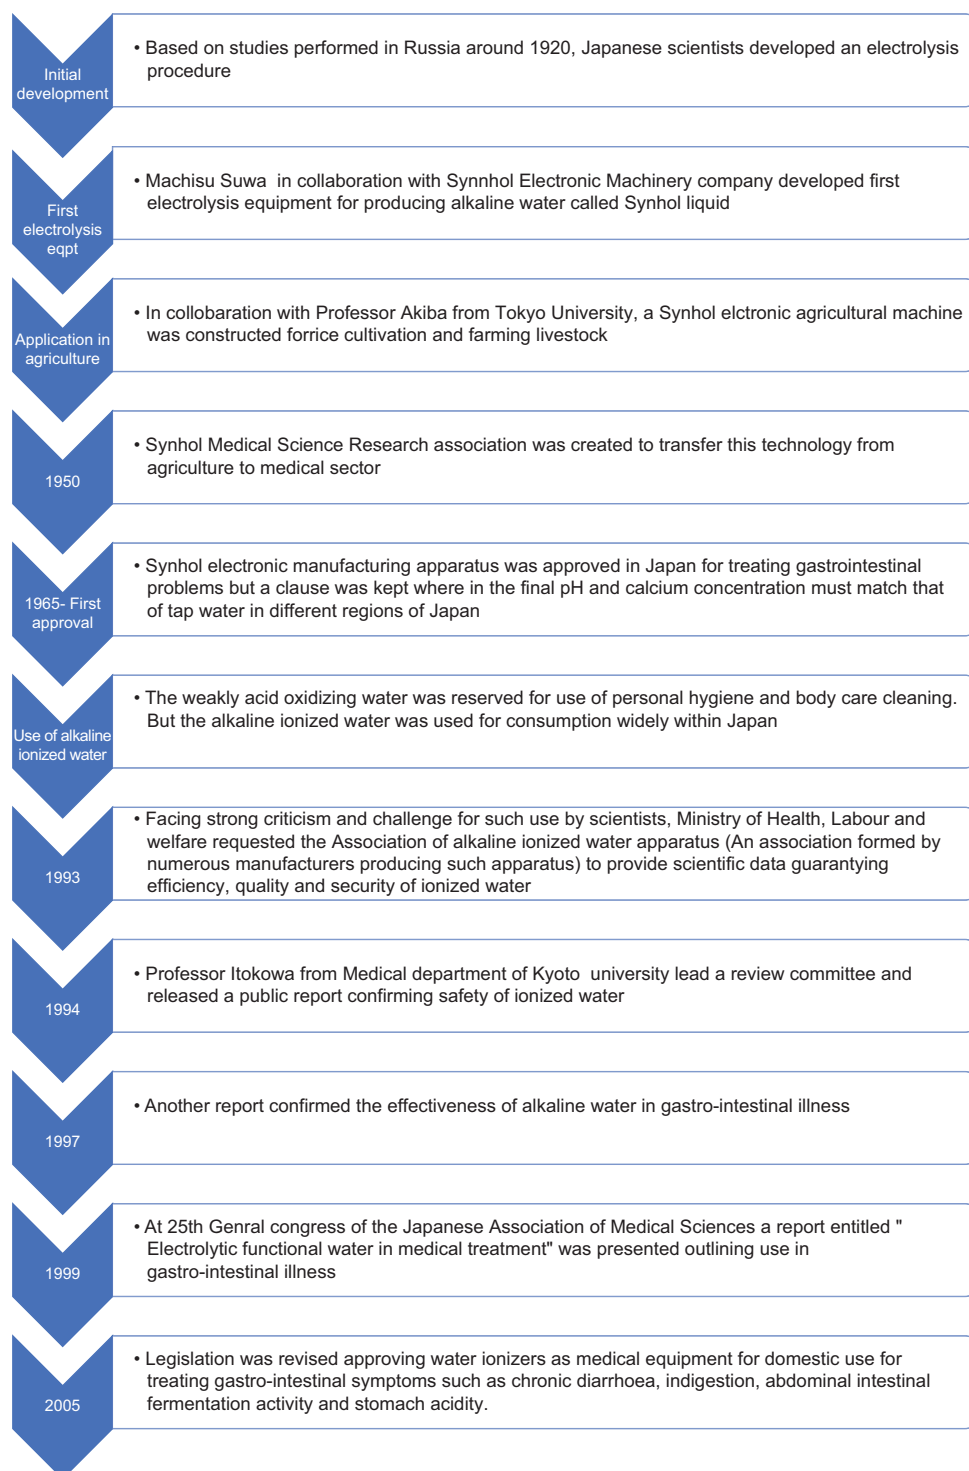 Initial
development
• Based on studies performed in Russia around 1920, Japanese scientists developed an electrolysis
procedure
First
electrolysis
eqpt
• Machisu Suwa in collaboration with Synnhol Electronic Machinery company developed first
electrolysis equipment for producing alkaline water called Synhol liquid
Application in
agriculture
• In collobaration with Professor Akiba from Tokyo University, a Synhol elctronic agricultural machine
was constructed forrice cultivation and farming livestock
1950
• Synhol Medical Science Research association was created to transfer this technology from
agriculture to medical sector
1965- First
approval
• Synhol electronic manufacturing apparatus was approved in Japan for treating gastrointestinal
problems but a clause was kept where in the final pH and calcium concentration must match that
of tap water in different regions of Japan
Use of alkaline
ionized water
• The weakly acid oxidizing water was reserved for use of personal hygiene and body care cleaning.
But the alkaline ionized water was used for consumption widely within Japan
1993
• Facing strong criticism and challenge for such use by scientists, Ministry of Health, Labour and
welfare requested the Association of alkaline ionized water apparatus (An association formed by
numerous manufacturers producing such apparatus) to provide scientific data guarantying
efficiency, quality and security of ionized water
1994
• Professor Itokowa from Medical department of Kyoto university lead a review committee and
released a public report confirming safety of ionized water
1997
• Another report confirmed the effectiveness of alkaline water in gastro-intestinal illness
1999
• At 25th Genral congress of the Japanese Association of Medical Sciences a report entitled "
Electrolytic functional water in medical treatment" was presented outlining use in
gastro-intestinal illness
2005
• Legislation was revised approving water ionizers as medical equipment for domestic use for
treating gastro-intestinal symptoms such as chronic diarrhoea, indigestion, abdominal intestinal
fermentation activity and stomach acidity.